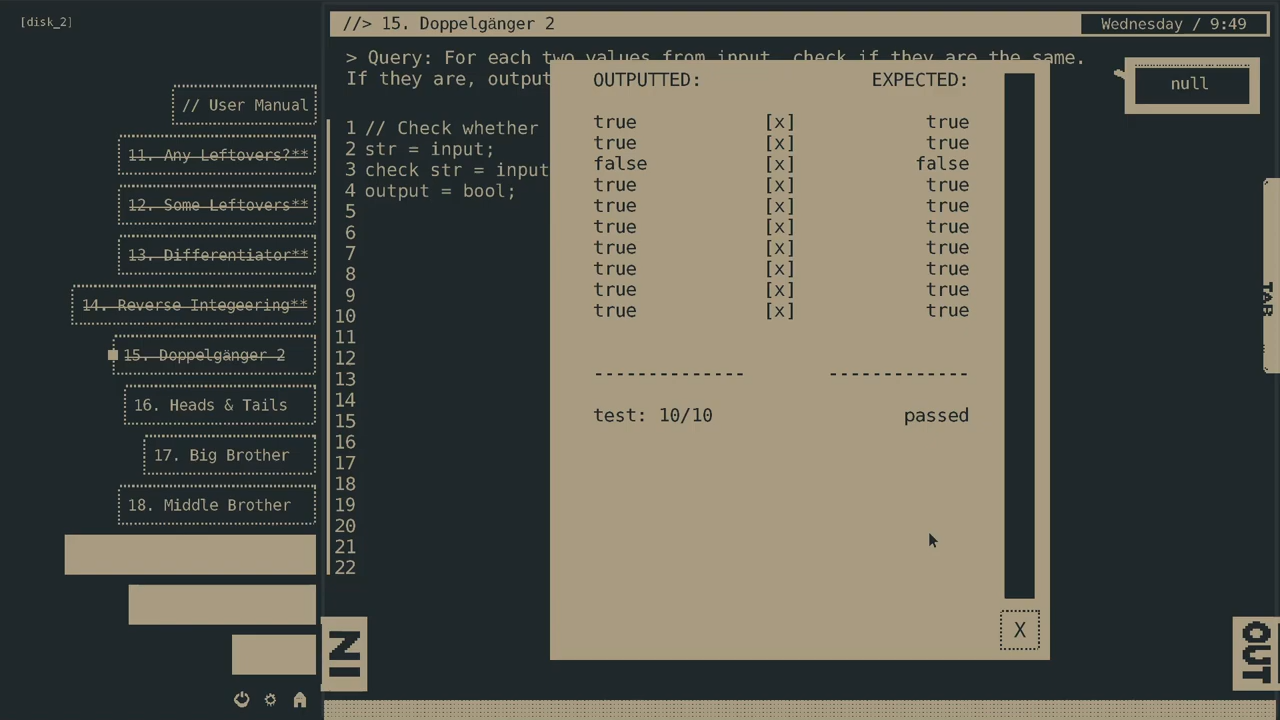 [disk_2]
//> 15. Doppelgänger 2
Wednesday / 9:49
> Query: For each two values from input, check if they are the same.
If they are, output
null
// User Manual
11. Any Leftovers?**
12. Some Leftovers**
13. Differentiator**
14. Reverse Integeering**
15. Doppelgänger 2
16. Heads & Tails
17. Big Brother
18. Middle Brother
1 // Check whether
2 str = input;
3 check str = input
4 output = bool;
5
6
7
8
9
10
11
12
13
14
15
16
17
18
19
20
21
22
OUTPUTTED: EXPECTED:
true [x] true
true [x] true
false [x] false
true [x] true
true [x] true
true [x] true
true [x] true
true [x] true
true [x] true
true [x] true
-------------- -------------
test: 10/10 passed
X
TAB
IN
OUT